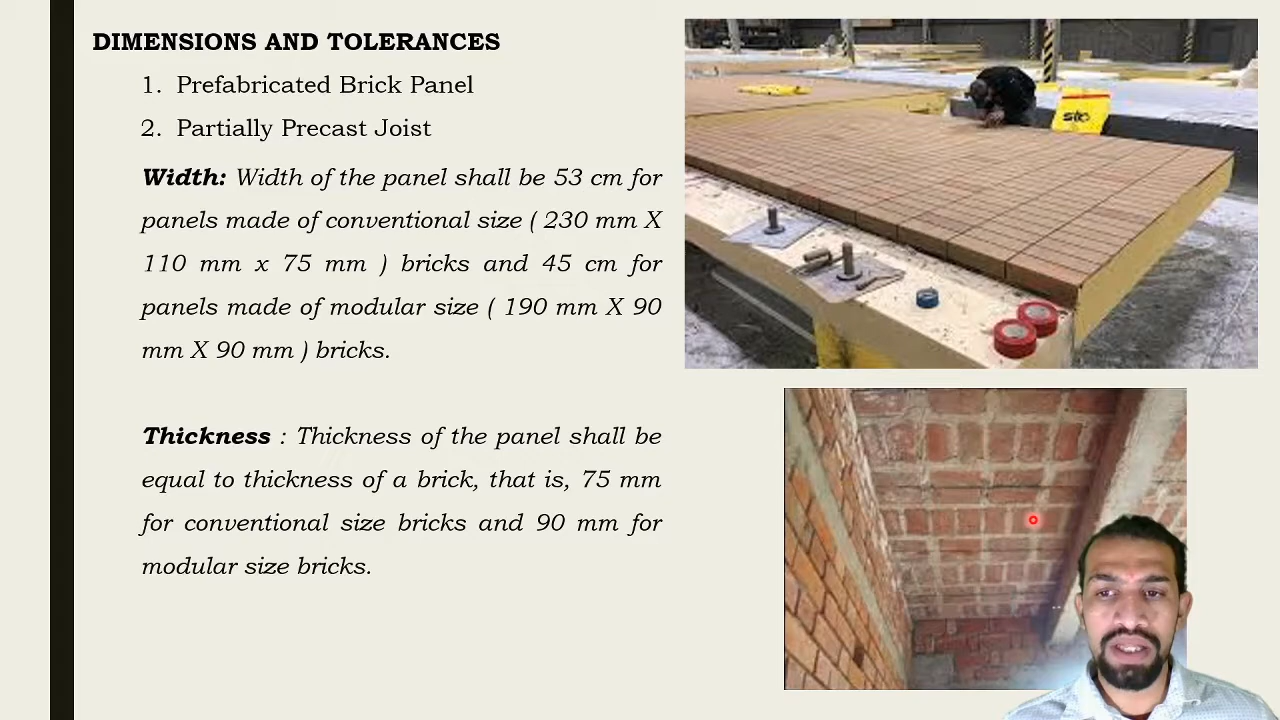 DIMENSIONS AND TOLERANCES
1. Prefabricated Brick Panel
2. Partially Precast Joist
Width: Width of the panel shall be 53 cm for
panels made of conventional size ( 230 mm X
110 mm x 75 mm ) bricks and 45 cm for
panels made of modular size ( 190 mm X 90
mm X 90 mm ) bricks.
Thickness : Thickness of the panel shall be
equal to thickness of a brick, that is, 75 mm
for conventional size bricks and 90 mm for
modular size bricks.